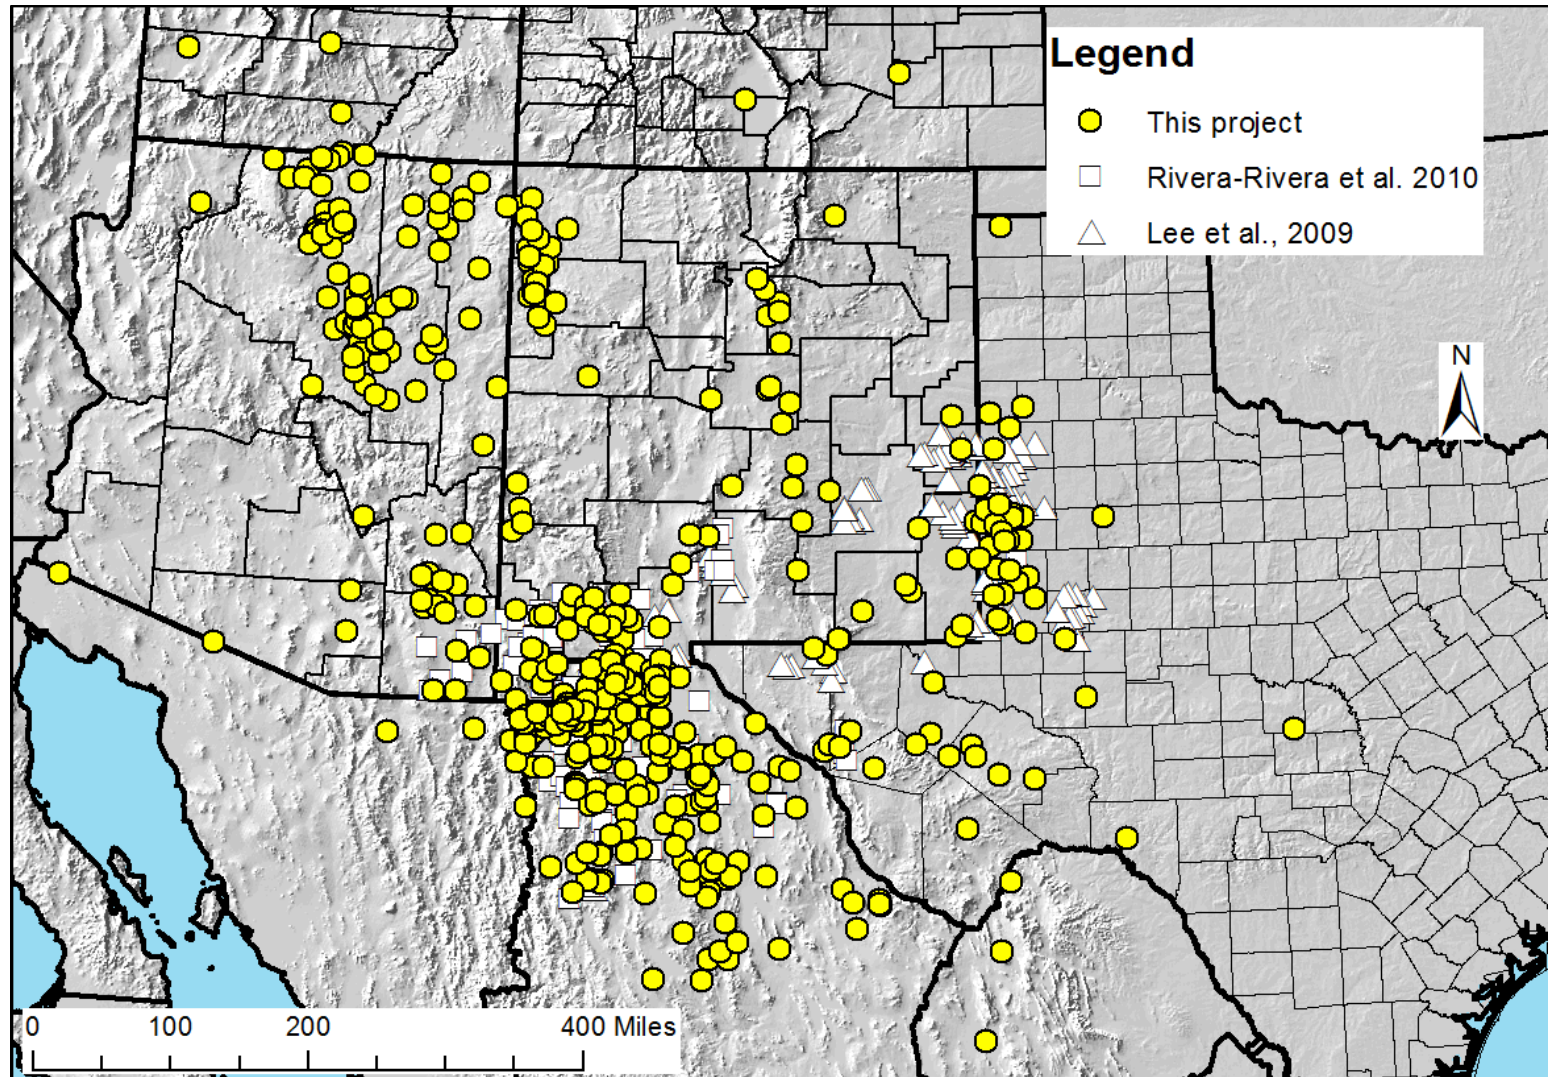 Legend
This project
Rivera-Rivera et al. 2010
Lee et al., 2009
N
0 100 200 400 Miles